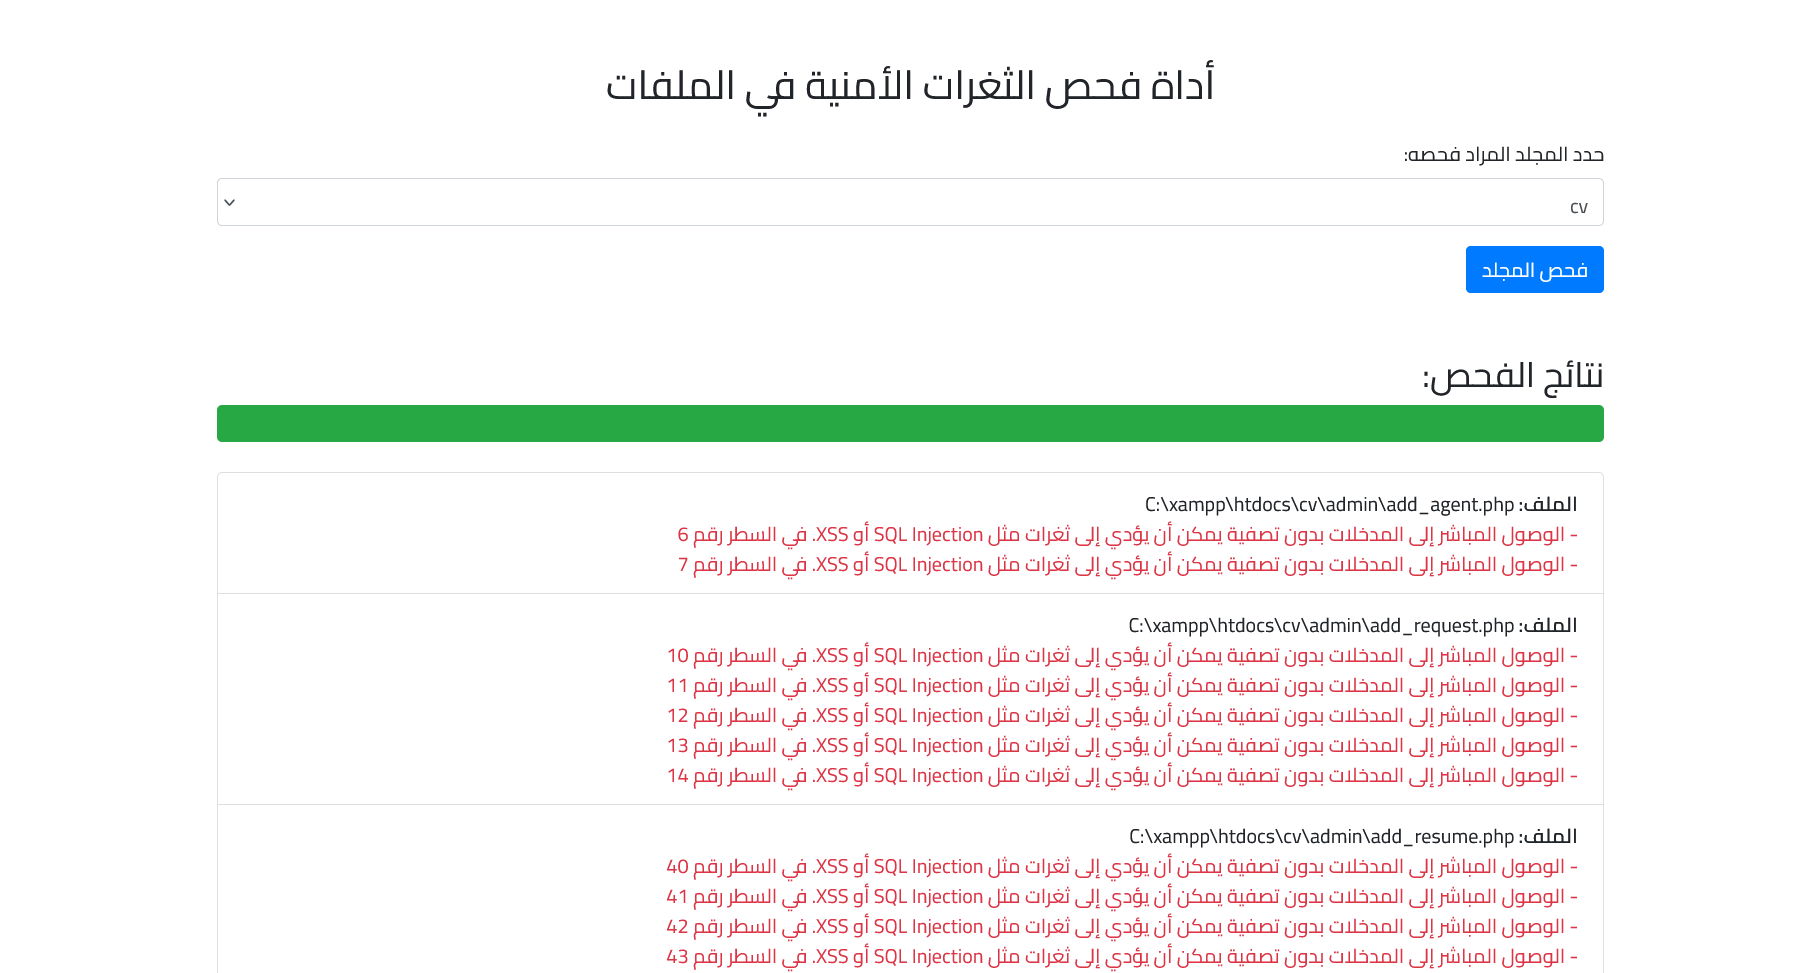 أداة فحص الثغرات الأمنية في الملفات
حدد المجلد المراد فحصه:
cv
فحص المجلد
نتائج الفحص:
الملف: C:\xampp\htdocs\cv\admin\add_agent.php
- الوصول المباشر إلى المدخلات بدون تصفية يمكن أن يؤدي إلى ثغرات مثل SQL Injection أو XSS. في السطر رقم 6
- الوصول المباشر إلى المدخلات بدون تصفية يمكن أن يؤدي إلى ثغرات مثل SQL Injection أو XSS. في السطر رقم 7
الملف: C:\xampp\htdocs\cv\admin\add_request.php
- الوصول المباشر إلى المدخلات بدون تصفية يمكن أن يؤدي إلى ثغرات مثل SQL Injection أو XSS. في السطر رقم 10
- الوصول المباشر إلى المدخلات بدون تصفية يمكن أن يؤدي إلى ثغرات مثل SQL Injection أو XSS. في السطر رقم 11
- الوصول المباشر إلى المدخلات بدون تصفية يمكن أن يؤدي إلى ثغرات مثل SQL Injection أو XSS. في السطر رقم 12
- الوصول المباشر إلى المدخلات بدون تصفية يمكن أن يؤدي إلى ثغرات مثل SQL Injection أو XSS. في السطر رقم 13
- الوصول المباشر إلى المدخلات بدون تصفية يمكن أن يؤدي إلى ثغرات مثل SQL Injection أو XSS. في السطر رقم 14
الملف: C:\xampp\htdocs\cv\admin\add_resume.php
- الوصول المباشر إلى المدخلات بدون تصفية يمكن أن يؤدي إلى ثغرات مثل SQL Injection أو XSS. في السطر رقم 40
- الوصول المباشر إلى المدخلات بدون تصفية يمكن أن يؤدي إلى ثغرات مثل SQL Injection أو XSS. في السطر رقم 41
- الوصول المباشر إلى المدخلات بدون تصفية يمكن أن يؤدي إلى ثغرات مثل SQL Injection أو XSS. في السطر رقم 42
- الوصول المباشر إلى المدخلات بدون تصفية يمكن أن يؤدي إلى ثغرات مثل SQL Injection أو XSS. في السطر رقم 43